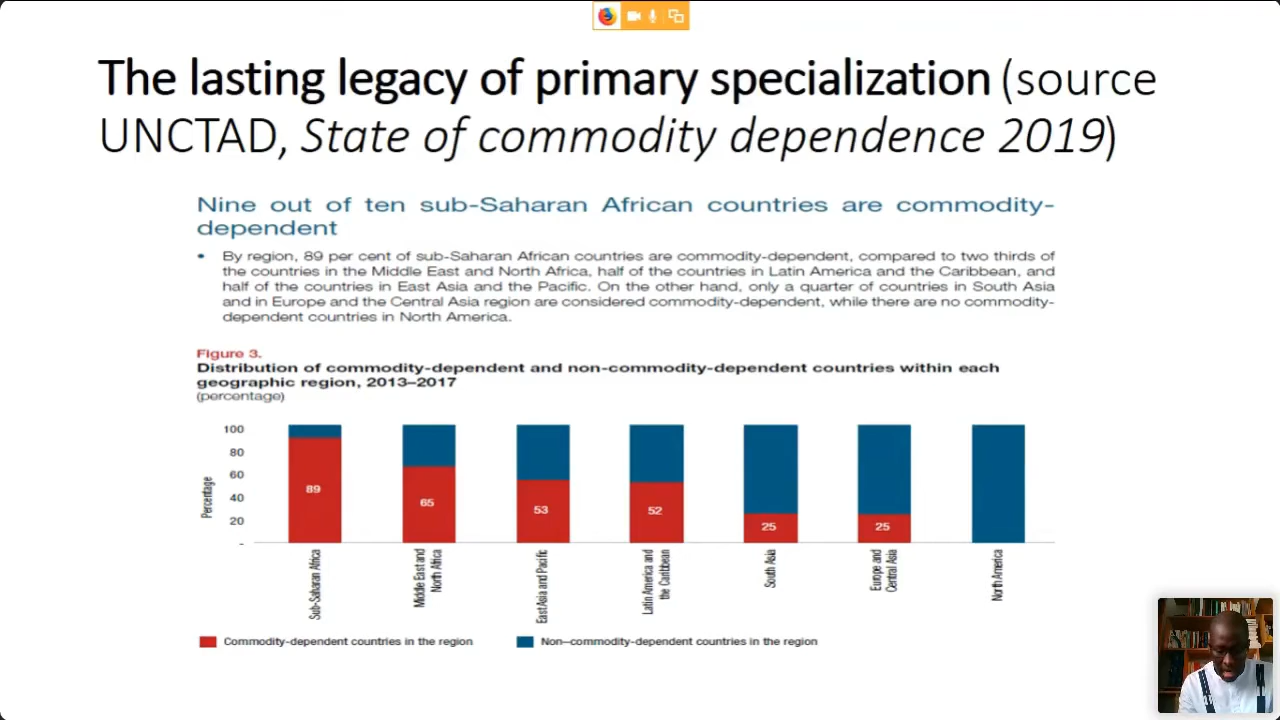 The lasting legacy of primary specialization (source
UNCTAD, State of commodity dependence 2019)
Nine out of ten sub-Saharan African countries are commodity-
dependent
• By region, 89 per cent of sub-Saharan African countries are commodity-dependent, compared to two thirds of
the countries in the Middle East and North Africa, half of the countries in Latin America and the Caribbean, and
half of the countries in East Asia and the Pacific. On the other hand, only a quarter of countries in South Asia
and in Europe and the Central Asia region are considered commodity-dependent, while there are no commodity-
dependent countries in North America.
Figure 3.
Distribution of commodity-dependent and non-commodity-dependent countries within each
geographic region, 2013–2017
(percentage)
Percentage
100
80
60
40
20
-
89
65
53
52
25
25
Sub-Saharan Africa
Middle East and
North Africa
East Asia and Pacific
Latin America and
the Caribbean
South Asia
Europe and
Central Asia
North America
Commodity-dependent countries in the region
Non–commodity-dependent countries in the region